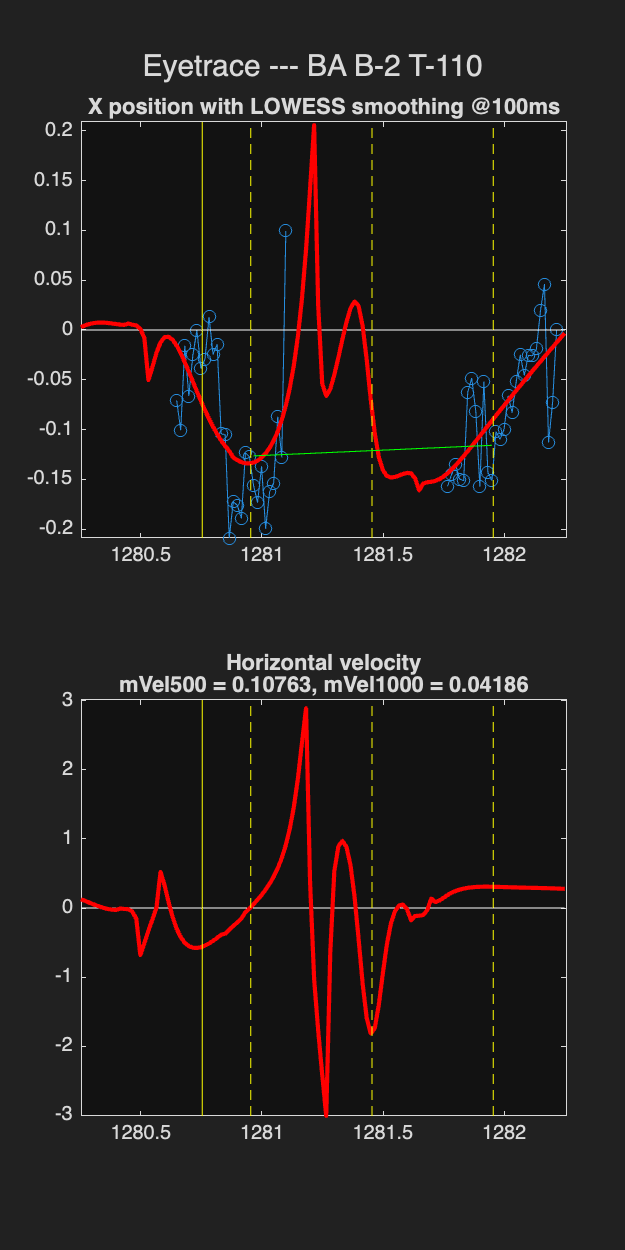 Eyetrace --- BA B-2 T-110
X position with LOWESS smoothing @100ms
0.2
0.15
0.1
0.05
0
-0.05
-0.1
-0.15
-0.2
1280.5 1281 1281.5 1282
Horizontal velocity
mVel500 = 0.10763, mVel1000 = 0.04186
3
2
1
0
-1
-2
-3
1280.5 1281 1281.5 1282